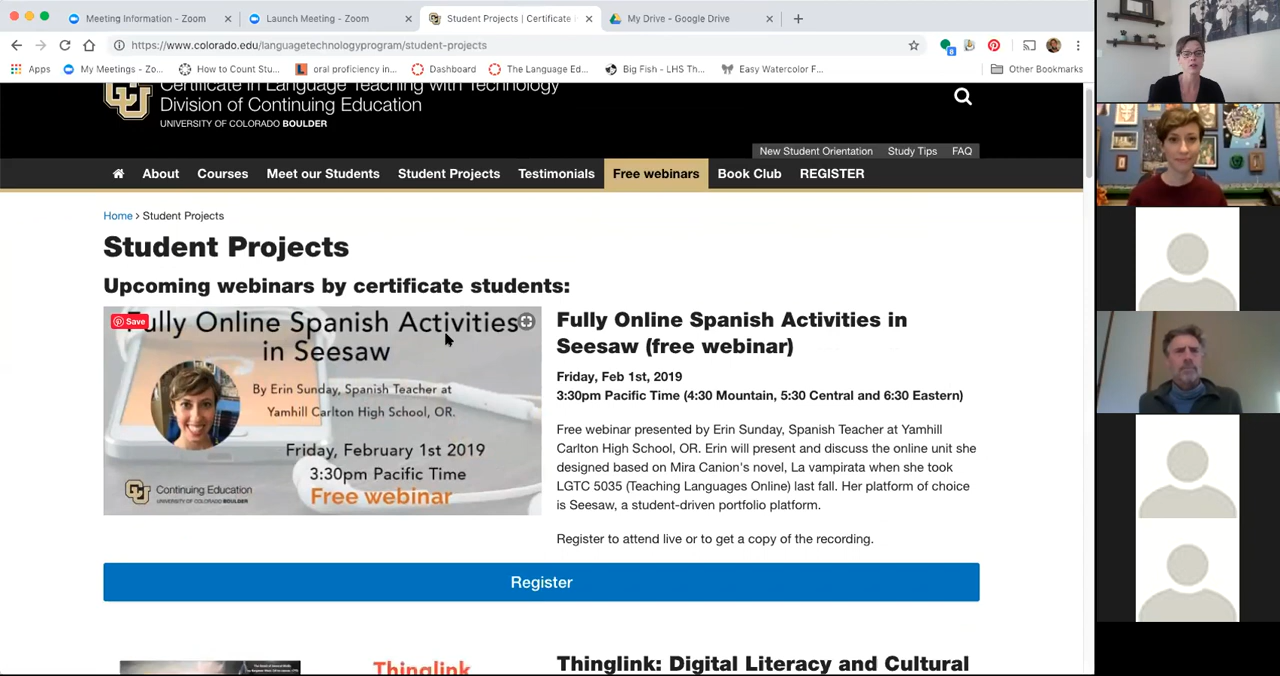 Meeting Information - Zoom
Launch Meeting - Zoom
Student Projects | Certificate
My Drive - Google Drive
https://www.colorado.edu/languagetechnologyprogram/student-projects
8
Apps
My Meetings - Zo...
How to Count Stu...
oral proficiency in...
Dashboard
The Language Ed...
Big Fish - LHS Th...
Easy Watercolor F...
Other Bookmarks
CU
Certificate in Language Teaching with Technology
Division of Continuing Education
UNIVERSITY OF COLORADO BOULDER
New Student Orientation Study Tips FAQ
About Courses Meet our Students Student Projects Testimonials Free webinars Book Club REGISTER
Home › Student Projects
Student Projects
Upcoming webinars by certificate students:
Save
Fully Online Spanish Activities
in Seesaw
By Erin Sunday, Spanish Teacher at
Yamhill Carlton High School, OR.
Friday, February 1st 2019
3:30pm Pacific Time
Free webinar
CU Continuing Education
UNIVERSITY OF COLORADO BOULDER
Fully Online Spanish Activities in
Seesaw (free webinar)
Friday, Feb 1st, 2019
3:30pm Pacific Time (4:30 Mountain, 5:30 Central and 6:30 Eastern)
Free webinar presented by Erin Sunday, Spanish Teacher at Yamhill
Carlton High School, OR. Erin will present and discuss the online unit she
designed based on Mira Canion's novel, La vampirata when she took
LGTC 5035 (Teaching Languages Online) last fall. Her platform of choice
is Seesaw, a student-driven portfolio platform.
Register to attend live or to get a copy of the recording.
Register
Thinglink
Thinglink: Digital Literacy and Cultural